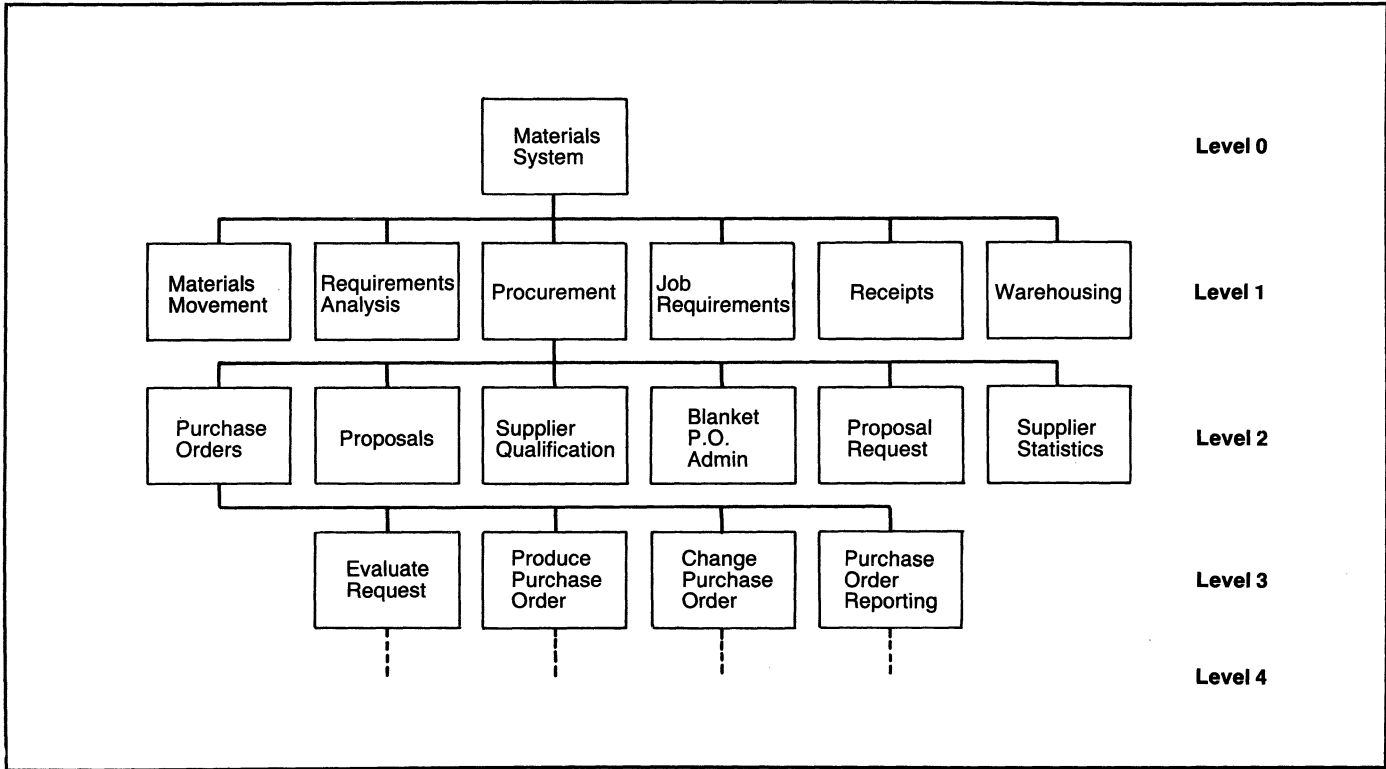 Materials
System
Level 0
Materials
Movement
Requirements
Analysis
Procurement
Job
Requirements
Receipts
Warehousing
Level 1
Purchase
Orders
Proposals
Supplier
Qualification
Blanket
P.O.
Admin
Proposal
Request
Supplier
Statistics
Level 2
Evaluate
Request
Produce
Purchase
Order
Change
Purchase
Order
Purchase
Order
Reporting
Level 3
Level 4